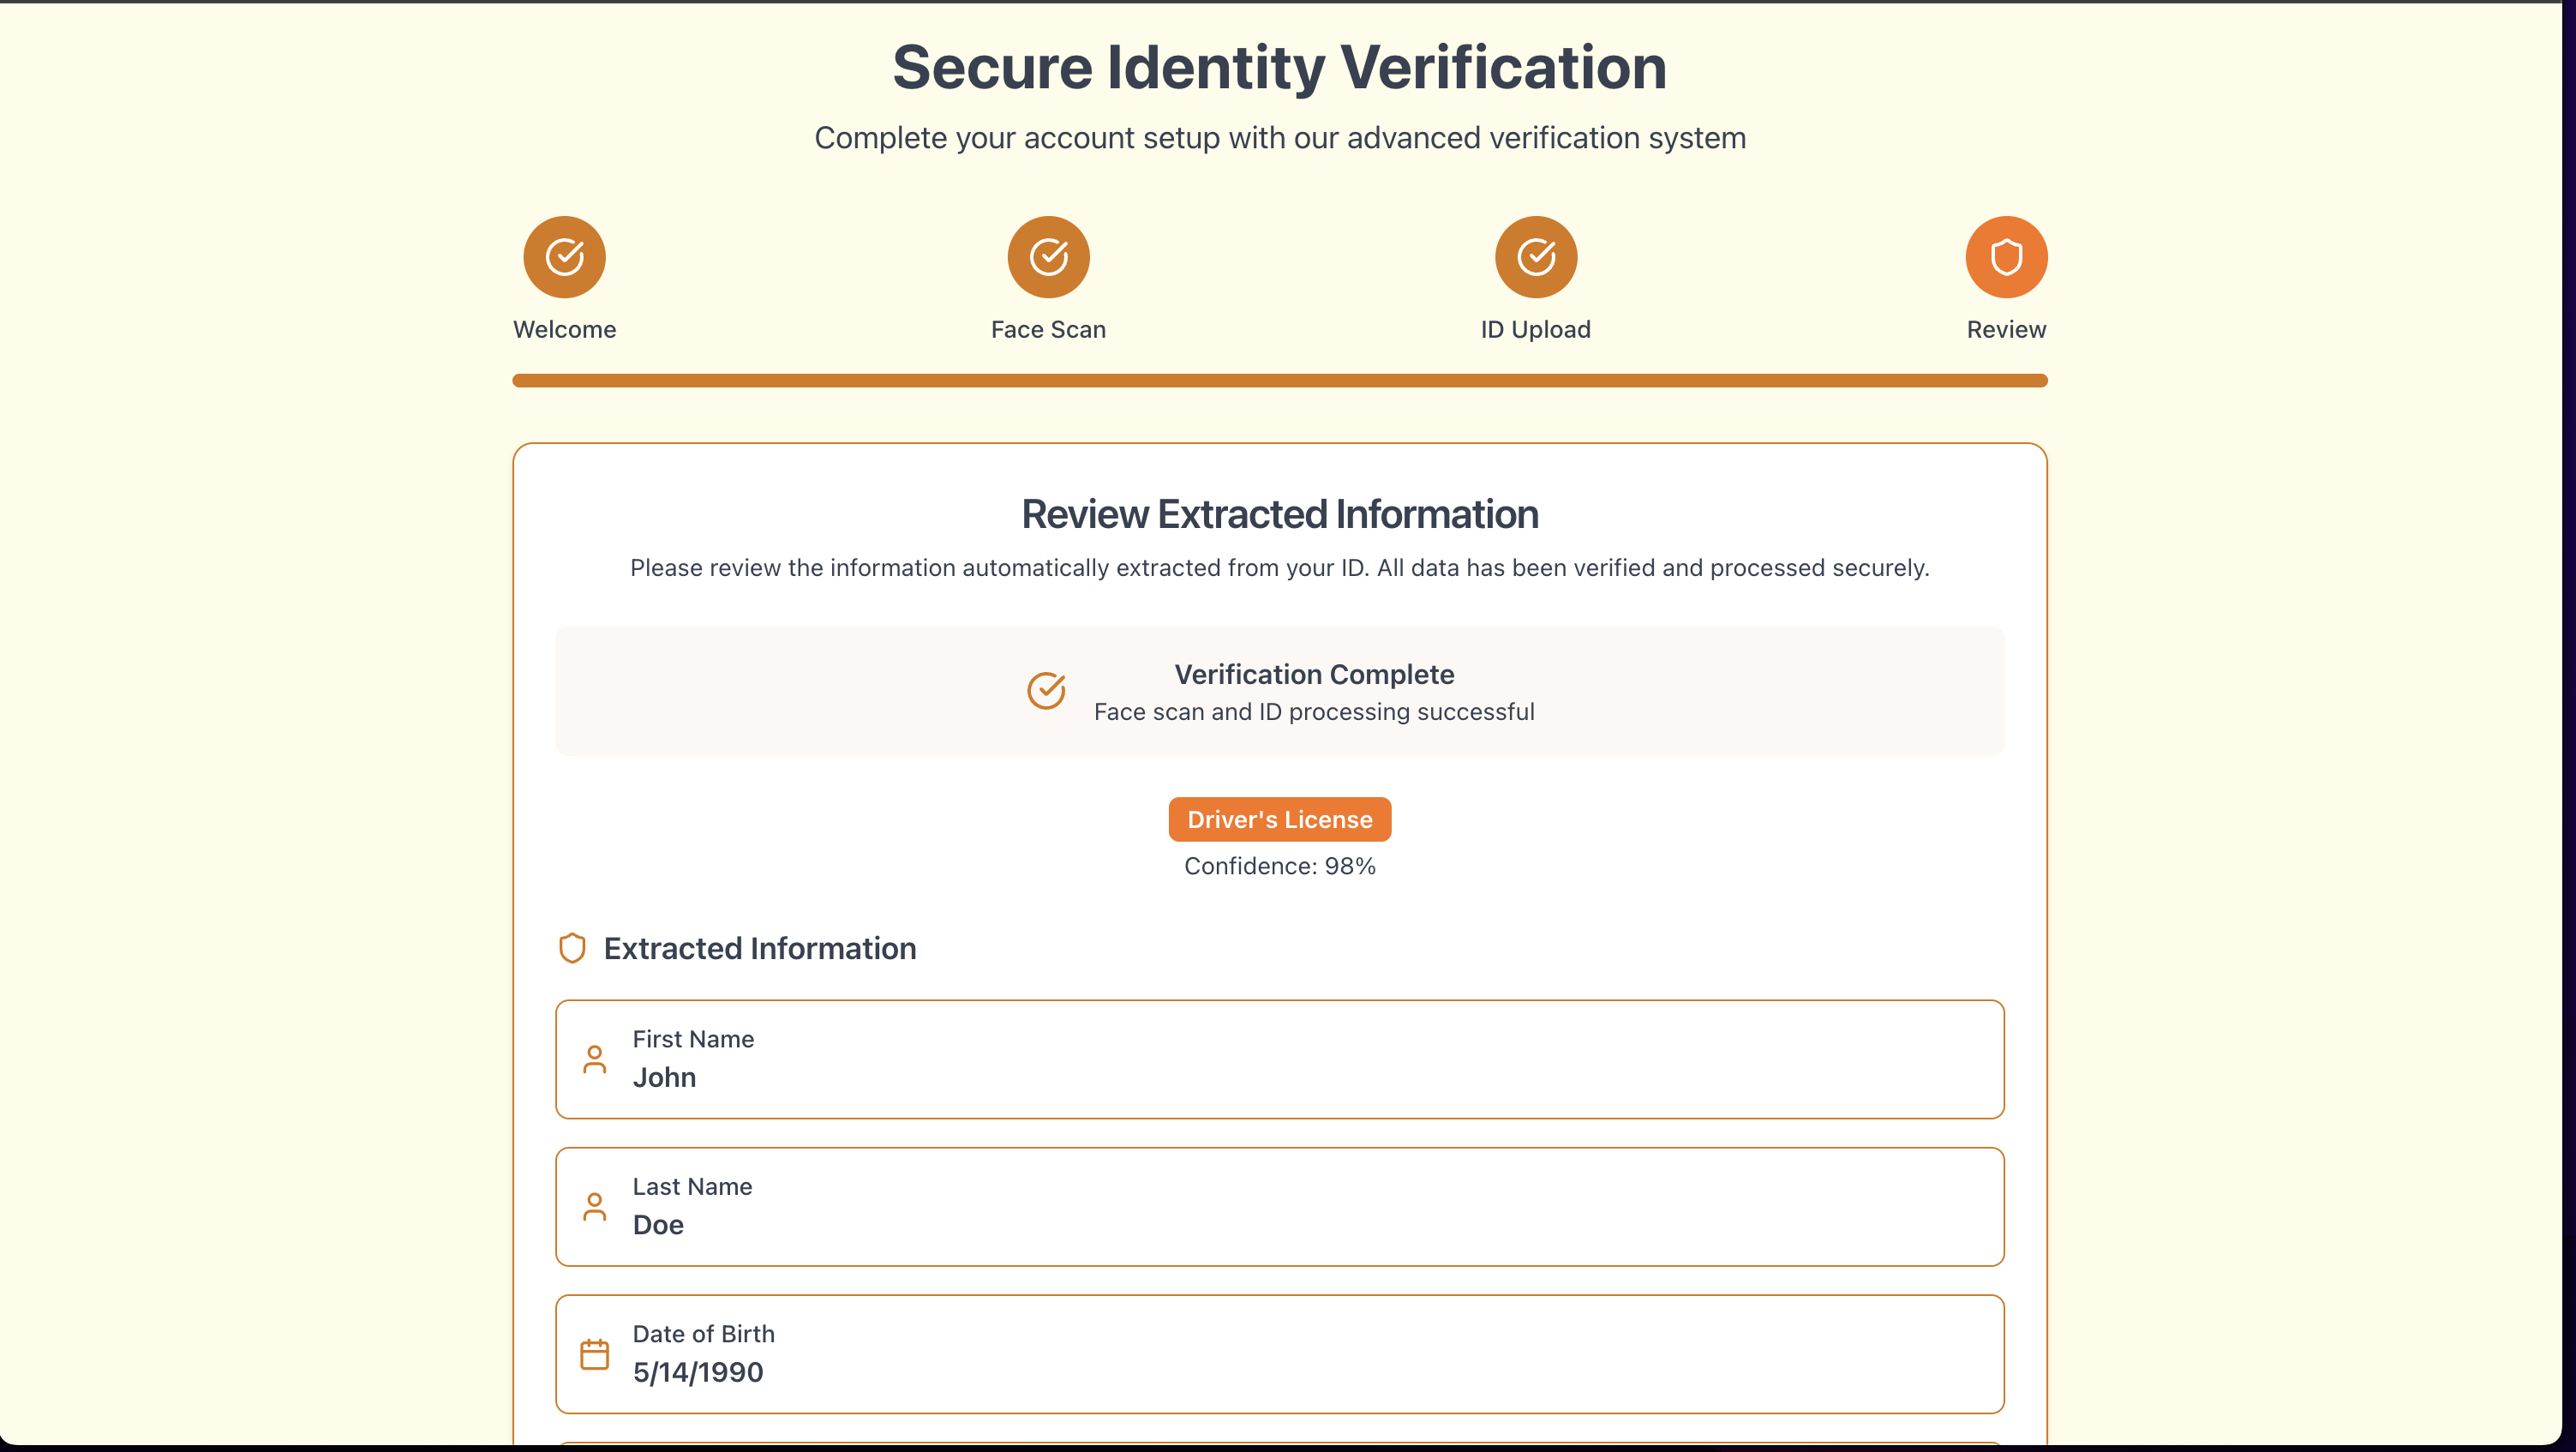 Secure Identity Verification
Complete your account setup with our advanced verification system
Welcome
Face Scan
ID Upload
Review
Review Extracted Information
Please review the information automatically extracted from your ID. All data has been verified and processed securely.
Verification Complete
Face scan and ID processing successful
Driver's License
Confidence: 98%
Extracted Information
First Name
John
Last Name
Doe
Date of Birth
5/14/1990